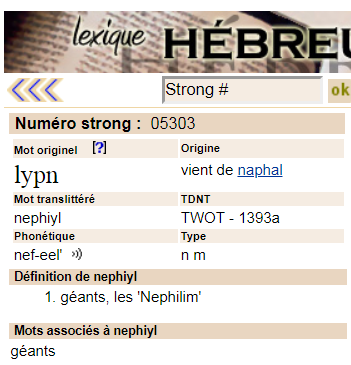 lexique HÉBREU
<<< Strong # ok
Numéro strong : 05303
Mot originel [?] Origine
lypn vient de naphal
Mot translittéré TDNT
nephiyl TWOT - 1393a
Phonétique Type
nef-eel' n m
Définition de nephiyl
1. géants, les 'Nephilim'
Mots associés à nephiyl
géants